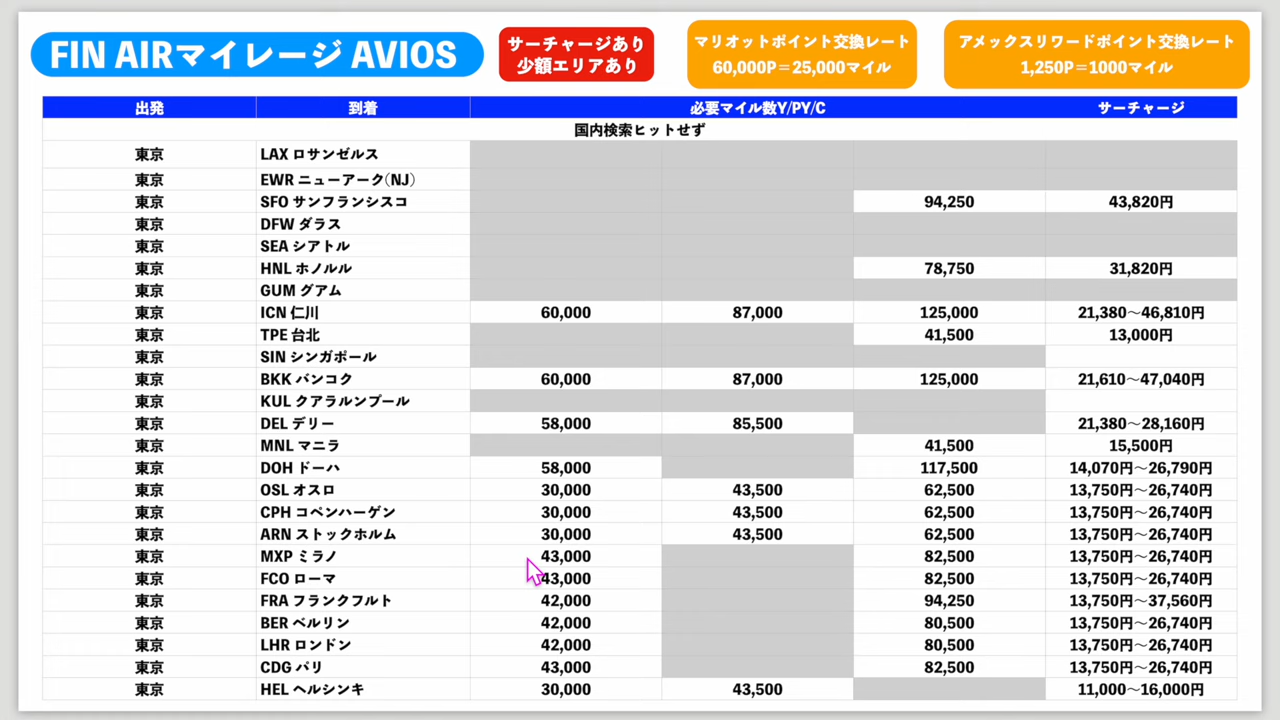 FIN AIRマイレージ AVIOS
サーチャージあり
少額エリアあり
マリオットポイント交換レート
60,000P＝25,000マイル
アメックスリワードポイント交換レート
1,250P＝1000マイル
出発 到着 必要マイル数Y/PY/C サーチャージ
国内検索ヒットせず
東京 LAX ロサンゼルス
東京 EWR ニューアーク(NJ)
東京 SFO サンフランシスコ 94,250 43,820円
東京 DFW ダラス
東京 SEA シアトル
東京 HNL ホノルル 78,750 31,820円
東京 GUM グアム
東京 ICN 仁川 60,000 87,000 125,000 21,380〜46,810円
東京 TPE 台北 41,500 13,000円
東京 SIN シンガポール
東京 BKK バンコク 60,000 87,000 125,000 21,610〜47,040円
東京 KUL クアラルンプール
東京 DEL デリー 58,000 85,500 21,380〜28,160円
東京 MNL マニラ 41,500 15,500円
東京 DOH ドーハ 58,000 117,500 14,070円〜26,790円
東京 OSL オスロ 30,000 43,500 62,500 13,750円〜26,740円
東京 CPH コペンハーゲン 30,000 43,500 62,500 13,750円〜26,740円
東京 ARN ストックホルム 30,000 43,500 62,500 13,750円〜26,740円
東京 MXP ミラノ 43,000 82,500 13,750円〜26,740円
東京 FCO ローマ 43,000 82,500 13,750円〜26,740円
東京 FRA フランクフルト 42,000 94,250 13,750円〜37,560円
東京 BER ベルリン 42,000 80,500 13,750円〜26,740円
東京 LHR ロンドン 42,000 80,500 13,750円〜26,740円
東京 CDG パリ 43,000 82,500 13,750円〜26,740円
東京 HEL ヘルシンキ 30,000 43,500 11,000〜16,000円